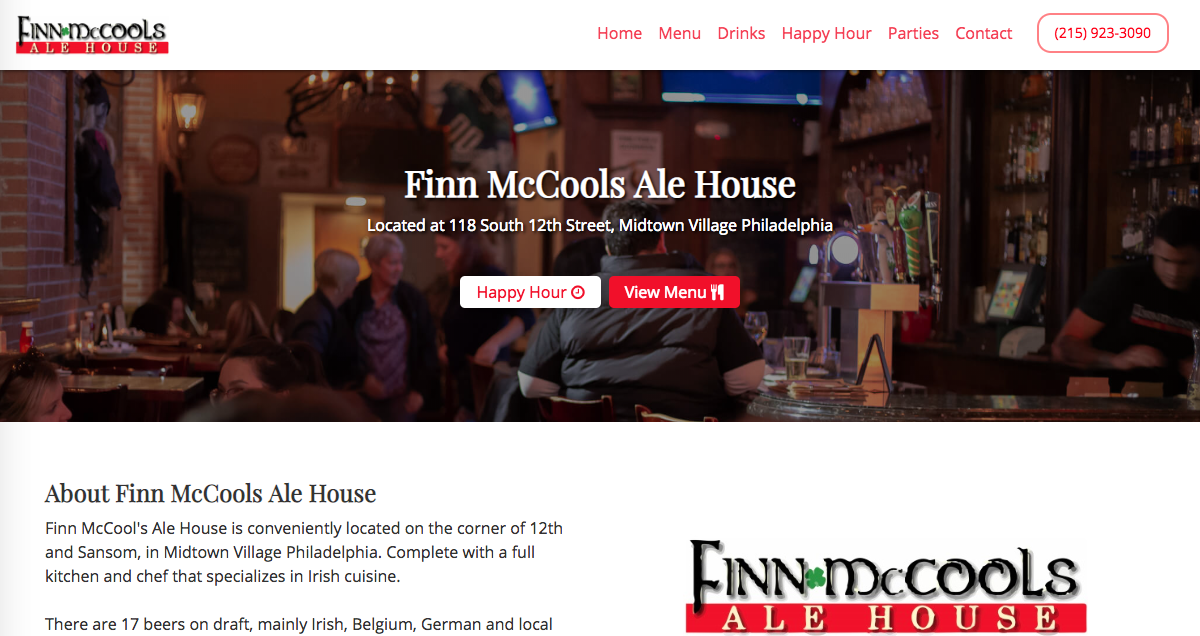 FINN McCOOLS
ALE HOUSE
Home Menu Drinks Happy Hour Parties Contact (215) 923-3090
Finn McCools Ale House
Located at 118 South 12th Street, Midtown Village Philadelphia
Happy Hour View Menu
About Finn McCools Ale House
Finn McCool's Ale House is conveniently located on the corner of 12th
and Sansom, in Midtown Village Philadelphia. Complete with a full
kitchen and chef that specializes in Irish cuisine.
There are 17 beers on draft, mainly Irish, Belgium, German and local
FINN McCOOLS
ALE HOUSE